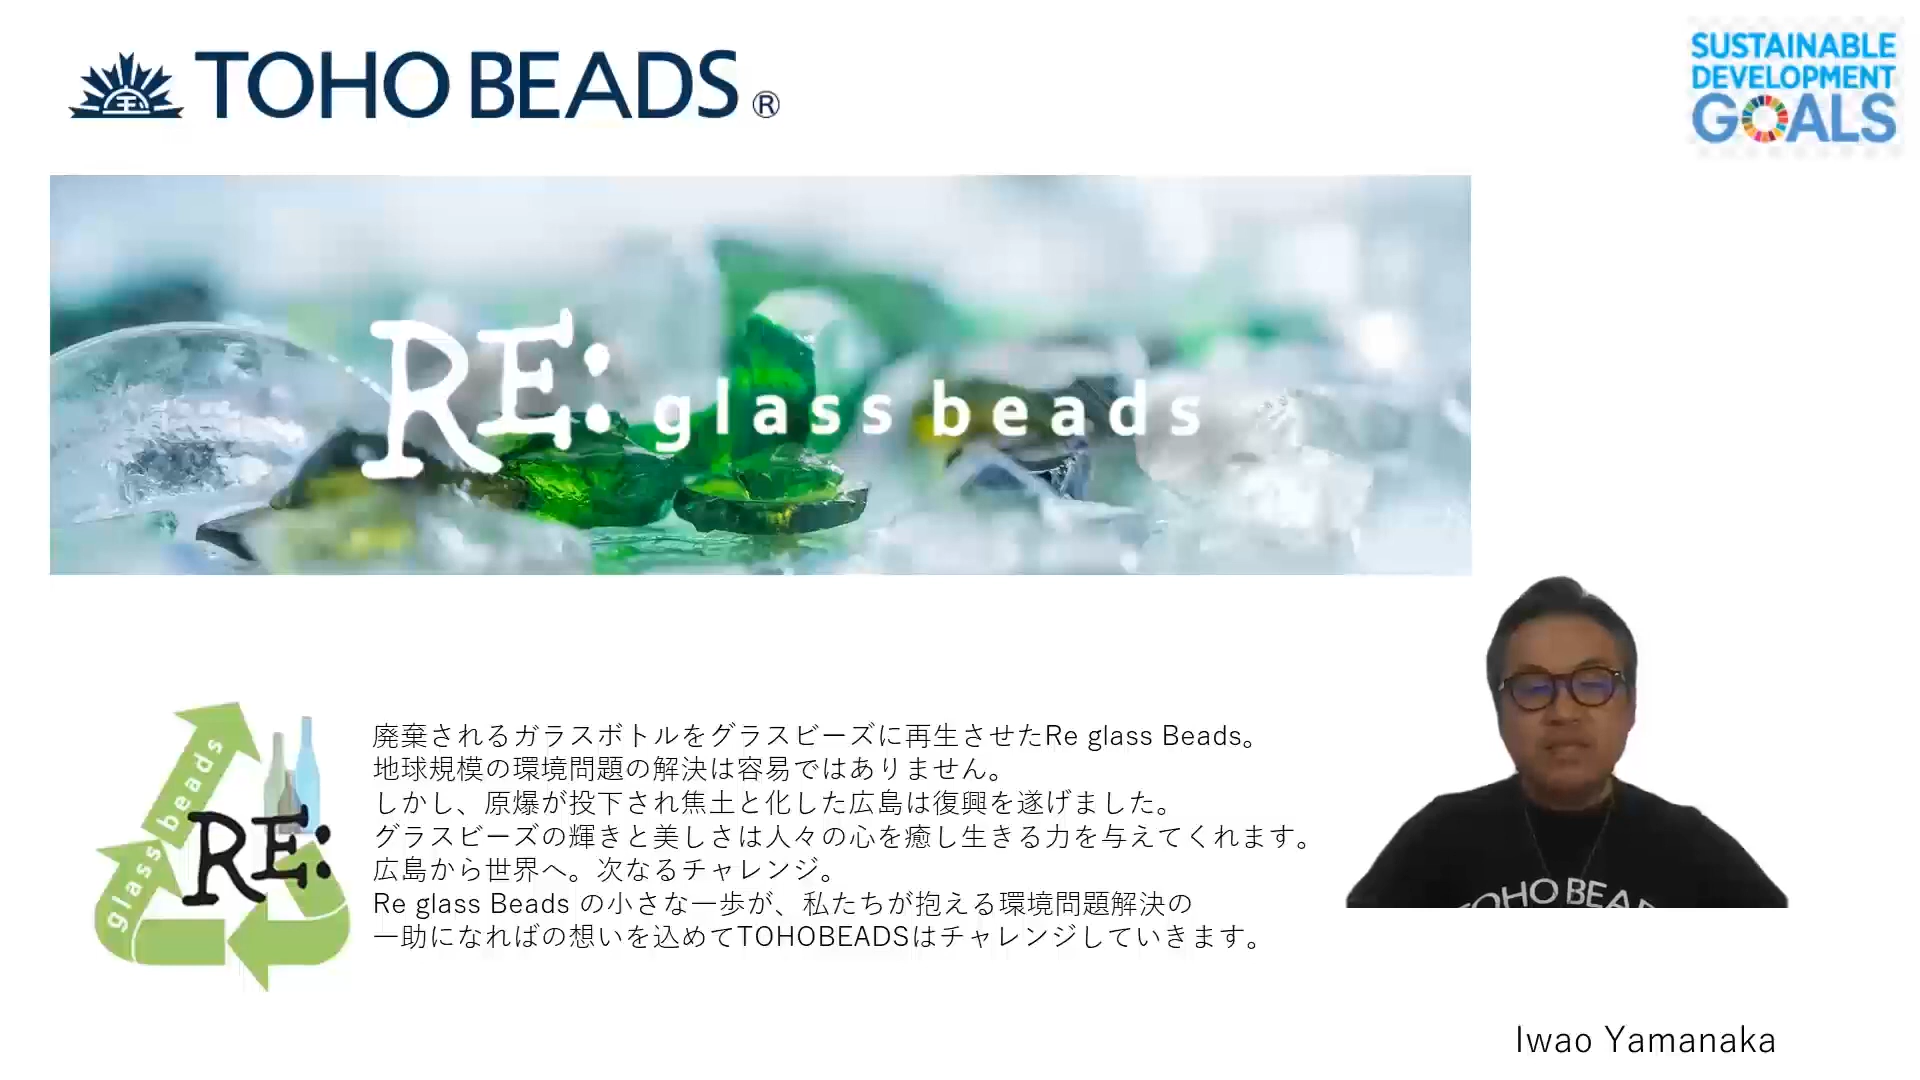 TOHO BEADS ®
SUSTAINABLE
DEVELOPMENT
GOALS
RE: glass beads
glass beads
RE:
廃棄されるガラスボトルをグラスビーズに再生させたRe glass Beads。
地球規模の環境問題の解決は容易ではありません。
しかし、原爆が投下され焦土と化した広島は復興を遂げました。
グラスビーズの輝きと美しさは人々の心を癒し生きる力を与えてくれます。
広島から世界へ。次なるチャレンジ。
Re glass Beads の小さな一歩が、私たちが抱える環境問題解決の
一助になればの想いを込めてTOHOBEADSはチャレンジしていきます。
TOHO BEA
Iwao Yamanaka